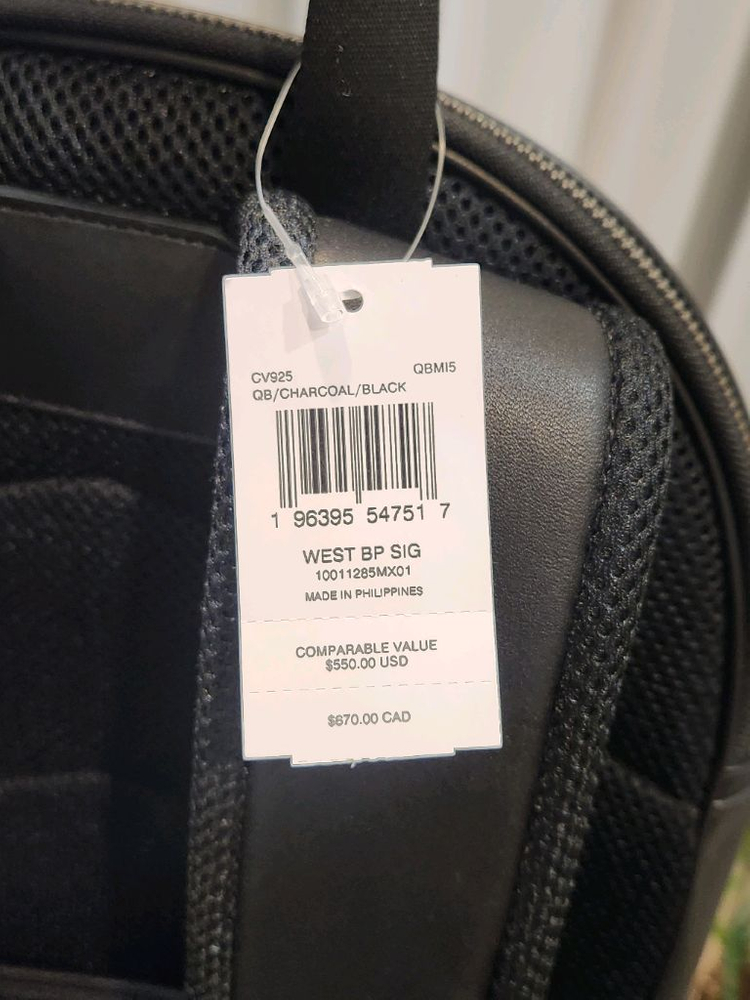 CV925 QBMI5
QB/CHARCOAL/BLACK
1 96395 54751 7
WEST BP SIG
10011285MX01
MADE IN PHILIPPINES
COMPARABLE VALUE
$550.00 USD
$670.00 CAD